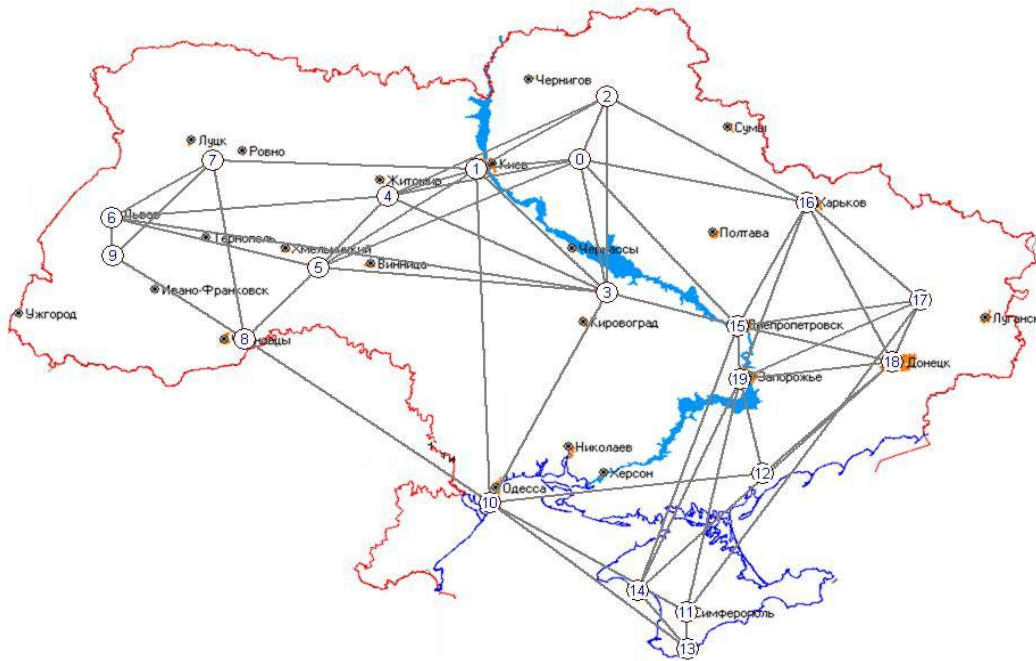 Чернигов
2
Сумы
Луцк
Ровно
7
1
Киев
0
Житомир
4
16
Харьков
6
Львов
Тернополь
Хмельницкий
Черкассы
Полтава
9
5
Винница
Ивано-Франковск
3
17
Ужгород
Кировоград
15
Днепропетровск
Луганск
8
18
Донецк
19
Запорожье
Николаев
Херсон
12
Одесса
10
14
11
Симферополь
13